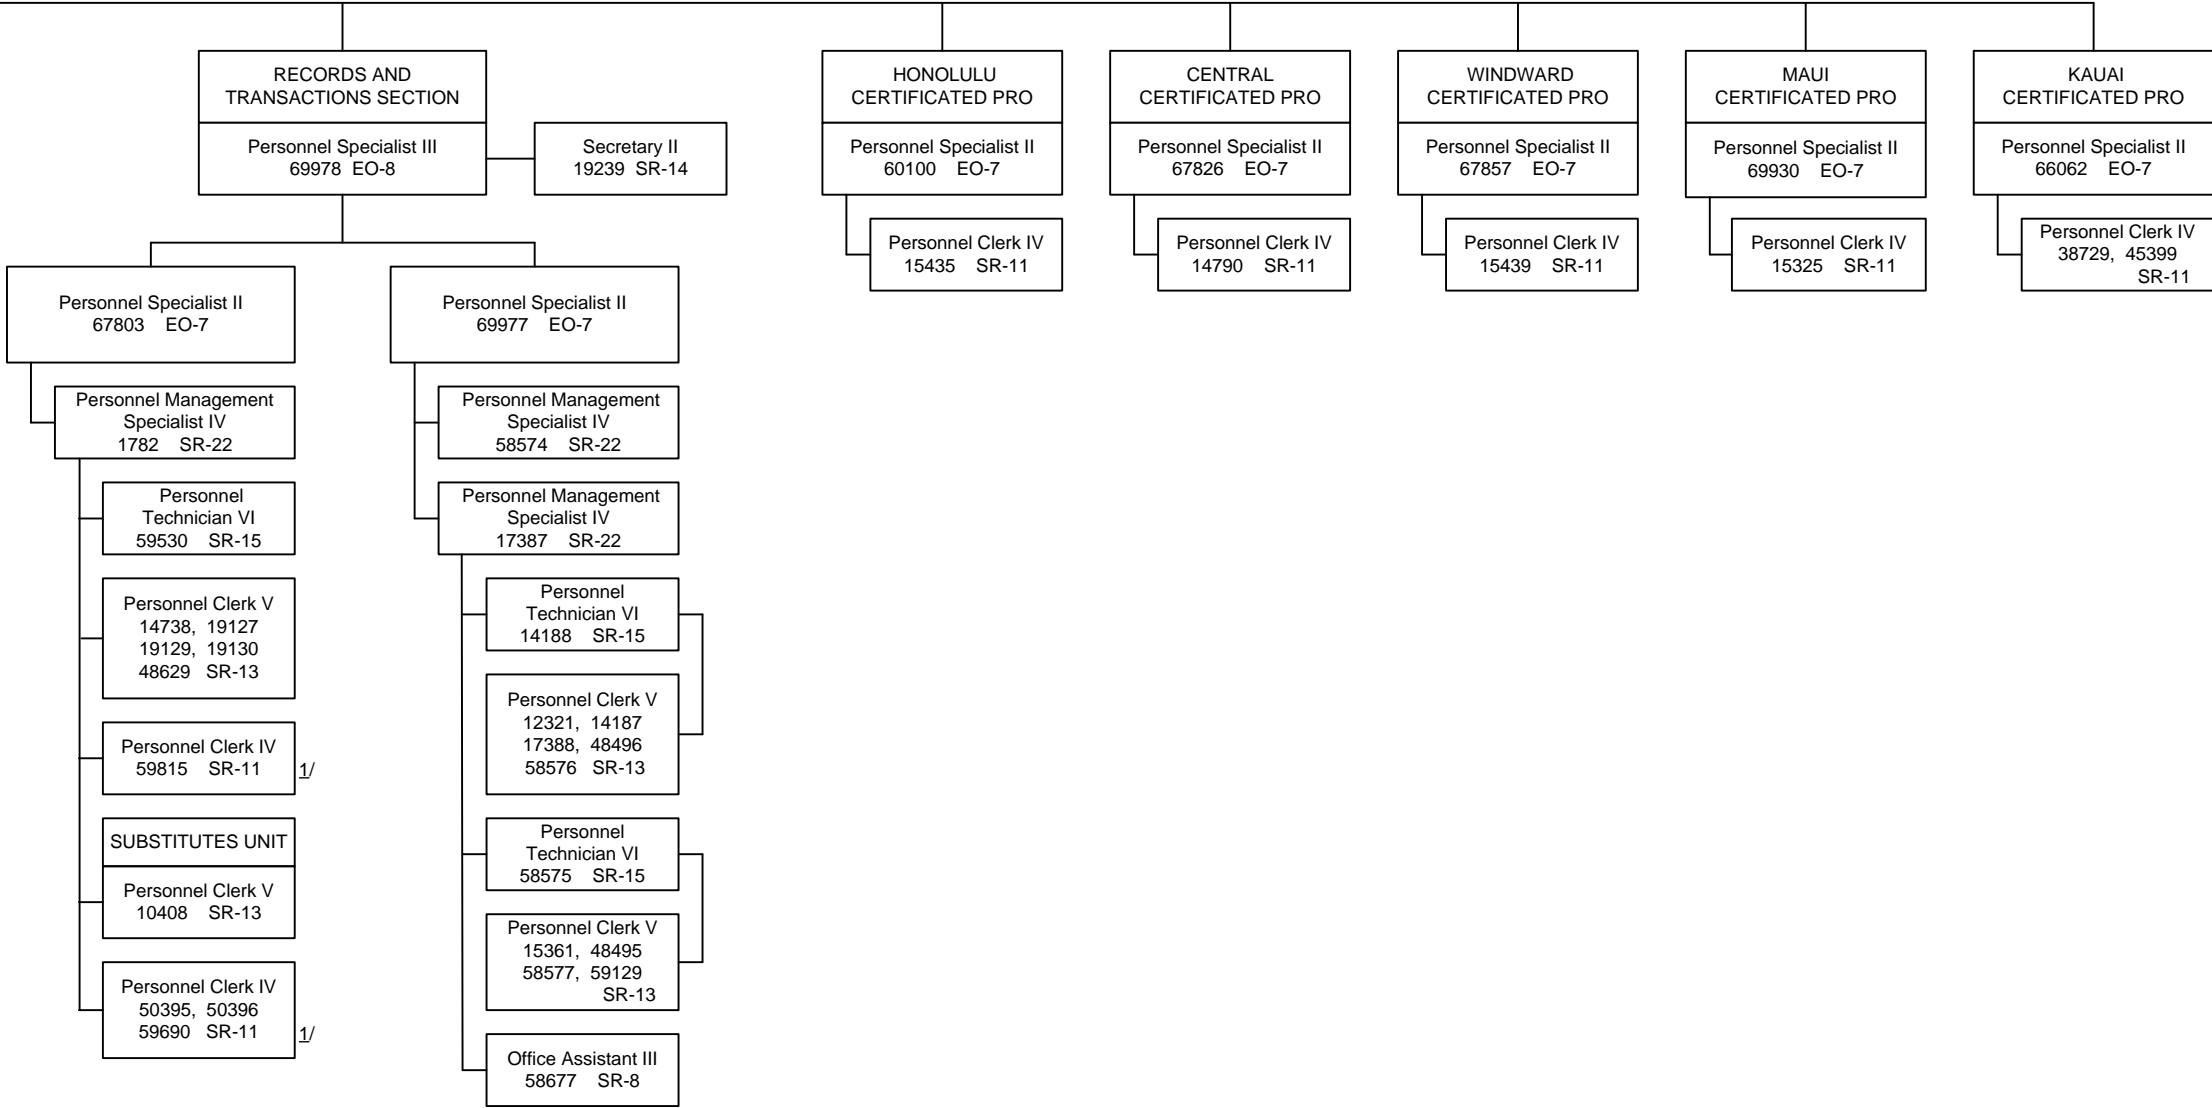 RECORDS AND
TRANSACTIONS SECTION
Personnel Specialist III
69978 EO-8
Secretary II
19239 SR-14
Personnel Specialist II
67803 EO-7
Personnel Management
Specialist IV
1782 SR-22
Personnel
Technician VI
59530 SR-15
Personnel Clerk V
14738, 19127
19129, 19130
48629 SR-13
Personnel Clerk IV
59815 SR-11
1/
SUBSTITUTES UNIT
Personnel Clerk V
10408 SR-13
Personnel Clerk IV
50395, 50396
59690 SR-11
1/
Personnel Specialist II
69977 EO-7
Personnel Management
Specialist IV
58574 SR-22
Personnel Management
Specialist IV
17387 SR-22
Personnel
Technician VI
14188 SR-15
Personnel Clerk V
12321, 14187
17388, 48496
58576 SR-13
Personnel
Technician VI
58575 SR-15
Personnel Clerk V
15361, 48495
58577, 59129
SR-13
Office Assistant III
58677 SR-8
HONOLULU
CERTIFICATED PRO
Personnel Specialist II
60100 EO-7
Personnel Clerk IV
15435 SR-11
CENTRAL
CERTIFICATED PRO
Personnel Specialist II
67826 EO-7
Personnel Clerk IV
14790 SR-11
WINDWARD
CERTIFICATED PRO
Personnel Specialist II
67857 EO-7
Personnel Clerk IV
15439 SR-11
MAUI
CERTIFICATED PRO
Personnel Specialist II
69930 EO-7
Personnel Clerk IV
15325 SR-11
KAUAI
CERTIFICATED PRO
Personnel Specialist II
66062 EO-7
Personnel Clerk IV
38729, 45399
SR-11